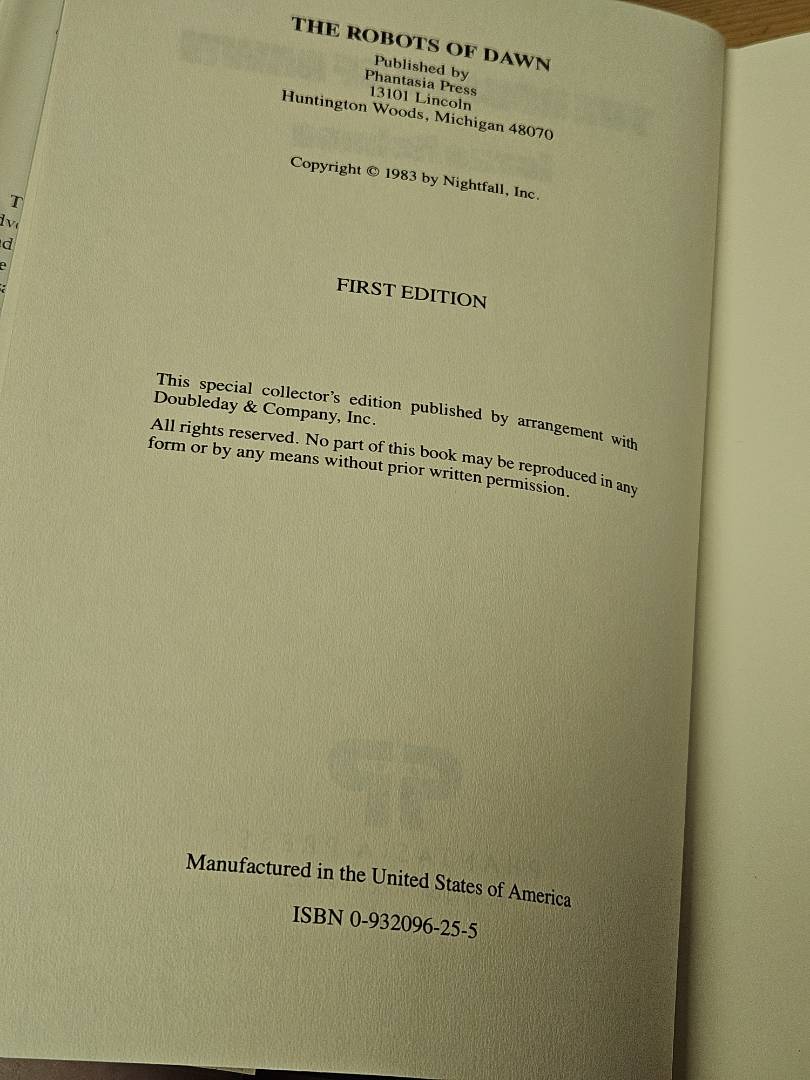 THE ROBOTS OF DAWN
Published by
Phantasia Press
13101 Lincoln
Huntington Woods, Michigan 48070
Copyright © 1983 by Nightfall, Inc.
FIRST EDITION
This special collector's edition published by arrangement with
Doubleday & Company, Inc.
All rights reserved. No part of this book may be reproduced in any
form or by any means without prior written permission.
Manufactured in the United States of America
ISBN 0-932096-25-5